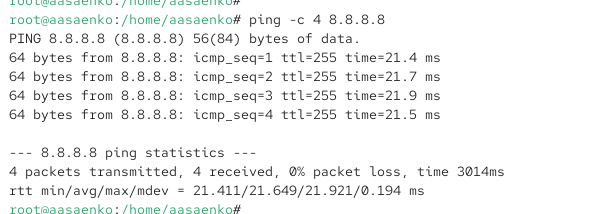 root@aasaenko:/home/aasaenko#
root@aasaenko:/home/aasaenko# ping -c 4 8.8.8.8
PING 8.8.8.8 (8.8.8.8) 56(84) bytes of data.
64 bytes from 8.8.8.8: icmp_seq=1 ttl=255 time=21.4 ms
64 bytes from 8.8.8.8: icmp_seq=2 ttl=255 time=21.7 ms
64 bytes from 8.8.8.8: icmp_seq=3 ttl=255 time=21.9 ms
64 bytes from 8.8.8.8: icmp_seq=4 ttl=255 time=21.5 ms
--- 8.8.8.8 ping statistics ---
4 packets transmitted, 4 received, 0% packet loss, time 3014ms
rtt min/avg/max/mdev = 21.411/21.649/21.921/0.194 ms
root@aasaenko:/home/aasaenko#